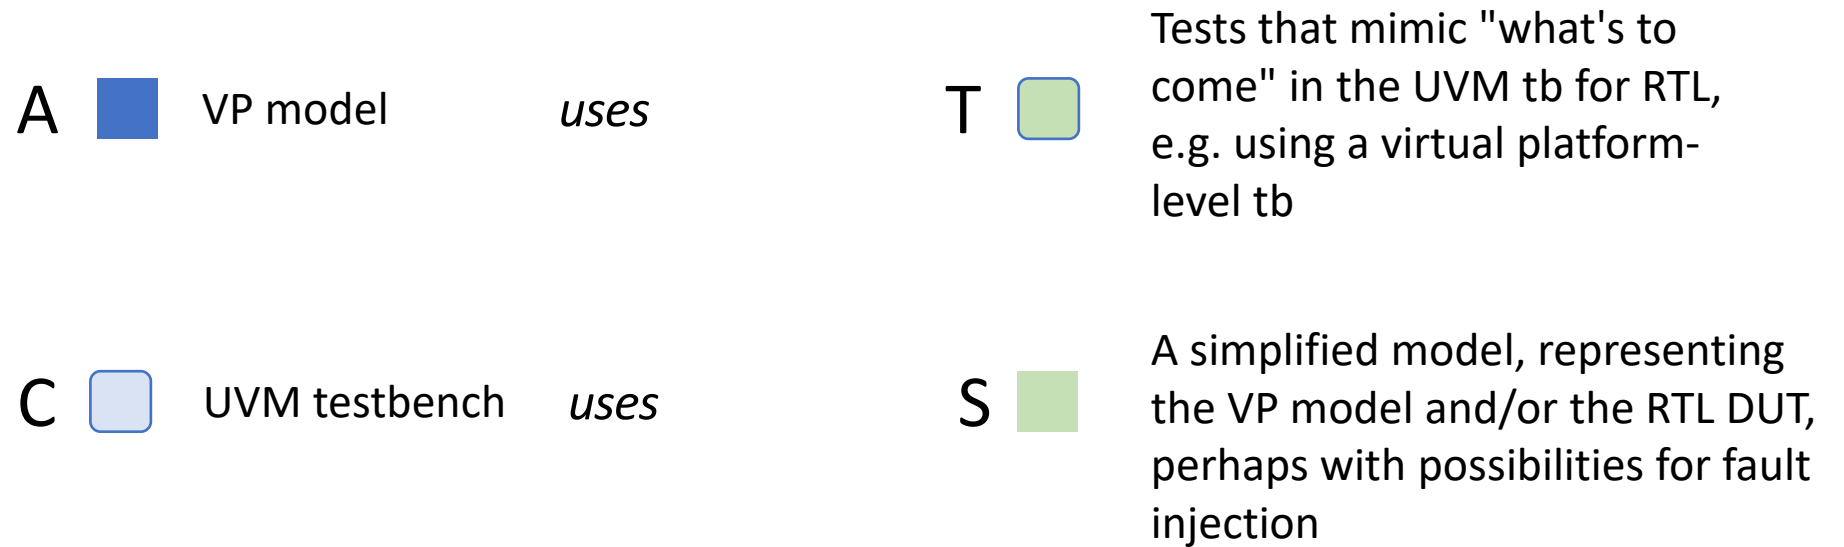 A VP model uses T
Tests that mimic "what's to
come" in the UVM tb for RTL,
e.g. using a virtual platform-
level tb
C UVM testbench uses S
A simplified model, representing
the VP model and/or the RTL DUT,
perhaps with possibilities for fault
injection